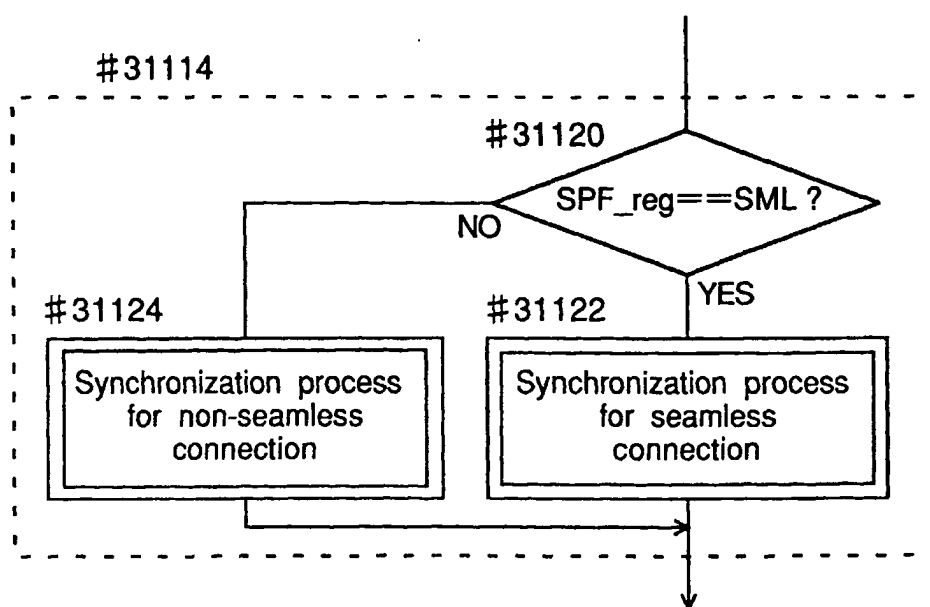 #31114
#31120
SPF_reg==SML ?
NO
YES
#31124
#31122
Synchronization process
for non-seamless
connection
Synchronization process
for seamless
connection